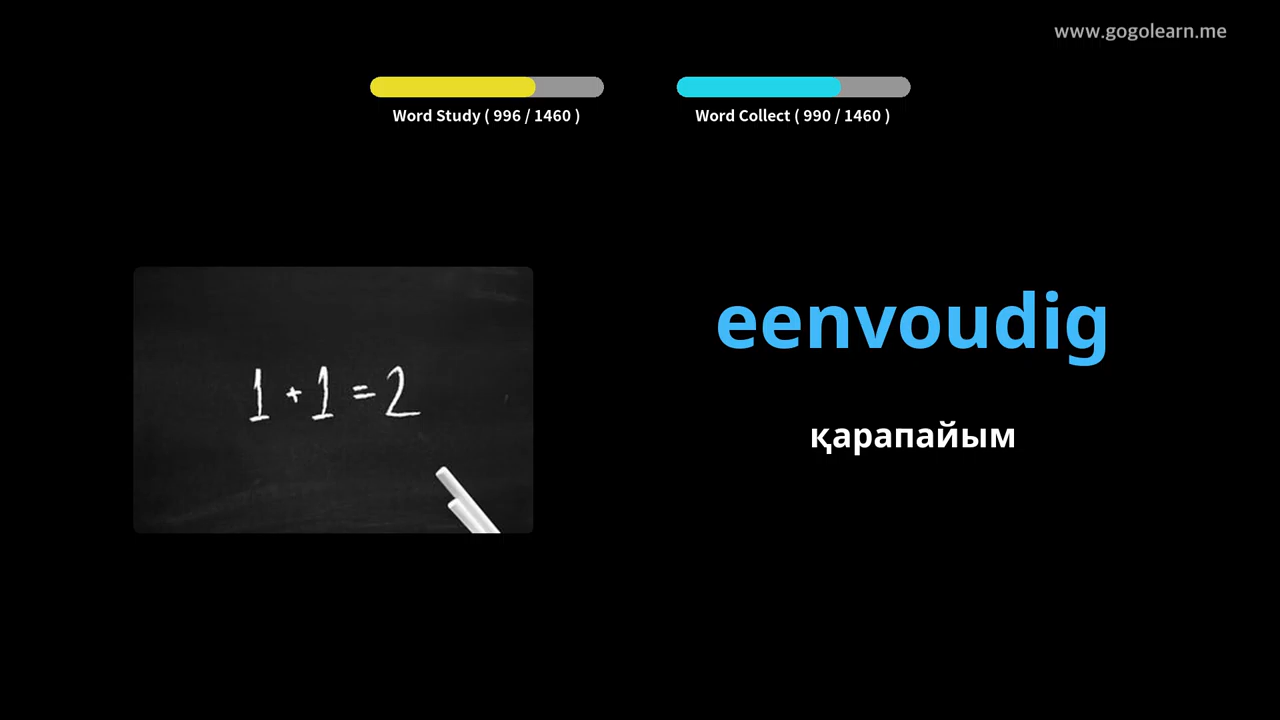 www.gogolearn.me
Word Study ( 996 / 1460 )
Word Collect ( 990 / 1460 )
1 + 1 = 2
eenvoudig
қарапайым